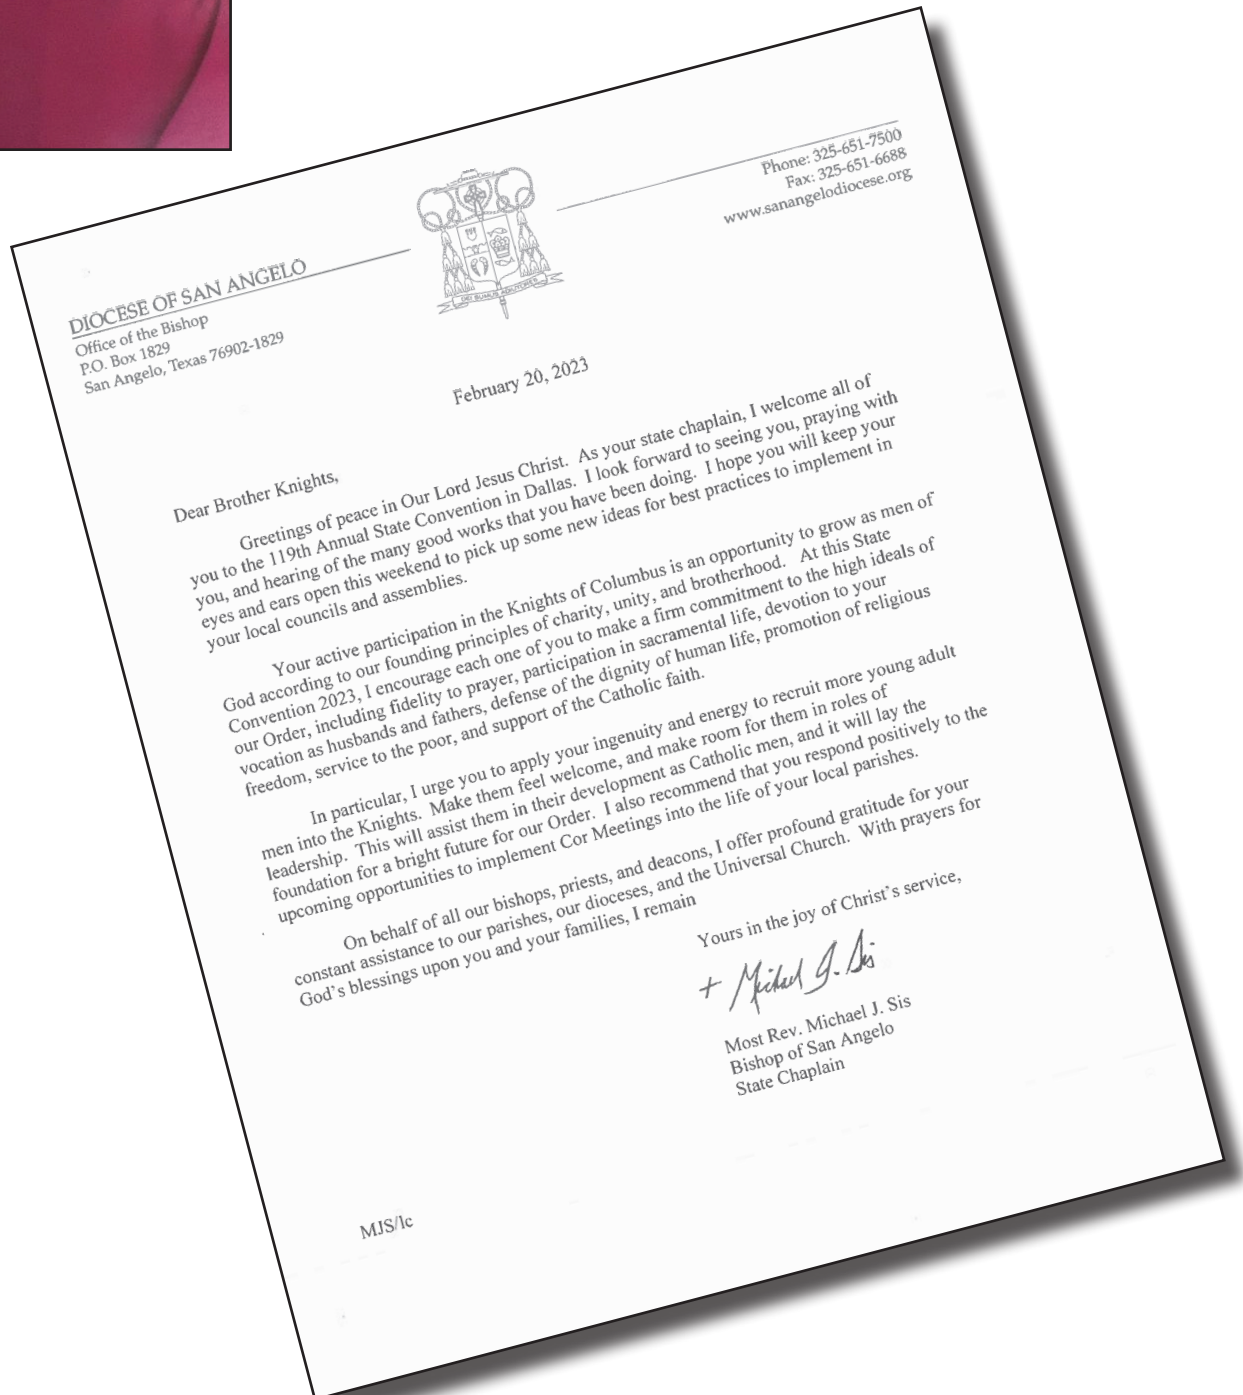 DIOCESE OF SAN ANGELO
Office of the Bishop
P.O. Box 1829
San Angelo, Texas 76902-1829
Phone: 325-651-7500
Fax: 325-651-6688
www.sanangelodiocese.org
February 20, 2023
Dear Brother Knights,
Greetings of peace in Our Lord Jesus Christ. As your state chaplain, I welcome all of
you to the 119th Annual State Convention in Dallas. I look forward to seeing you, praying with
you, and hearing of the many good works that you have been doing. I hope you will keep your
eyes and ears open this weekend to pick up some new ideas for best practices to implement in
your local councils and assemblies.
Your active participation in the Knights of Columbus is an opportunity to grow as men of
God according to our founding principles of charity, unity, and brotherhood. At this State
Convention 2023, I encourage each one of you to make a firm commitment to the high ideals of
our Order, including fidelity to prayer, participation in sacramental life, devotion to your
vocation as husbands and fathers, defense of the dignity of human life, promotion of religious
freedom, service to the poor, and support of the Catholic faith.
In particular, I urge you to apply your ingenuity and energy to recruit more young adult
men into the Knights. Make them feel welcome, and make room for them in roles of
leadership. This will assist them in their development as Catholic men, and it will lay the
foundation for a bright future for our Order. I also recommend that you respond positively to the
upcoming opportunities to implement Cor Meetings into the life of your local parishes.
On behalf of all our bishops, priests, and deacons, I offer profound gratitude for your
constant assistance to our parishes, our dioceses, and the Universal Church. With prayers for
God's blessings upon you and your families, I remain
Yours in the joy of Christ's service,
+ Michael J. Sis
Most Rev. Michael J. Sis
Bishop of San Angelo
State Chaplain
MJS/lc